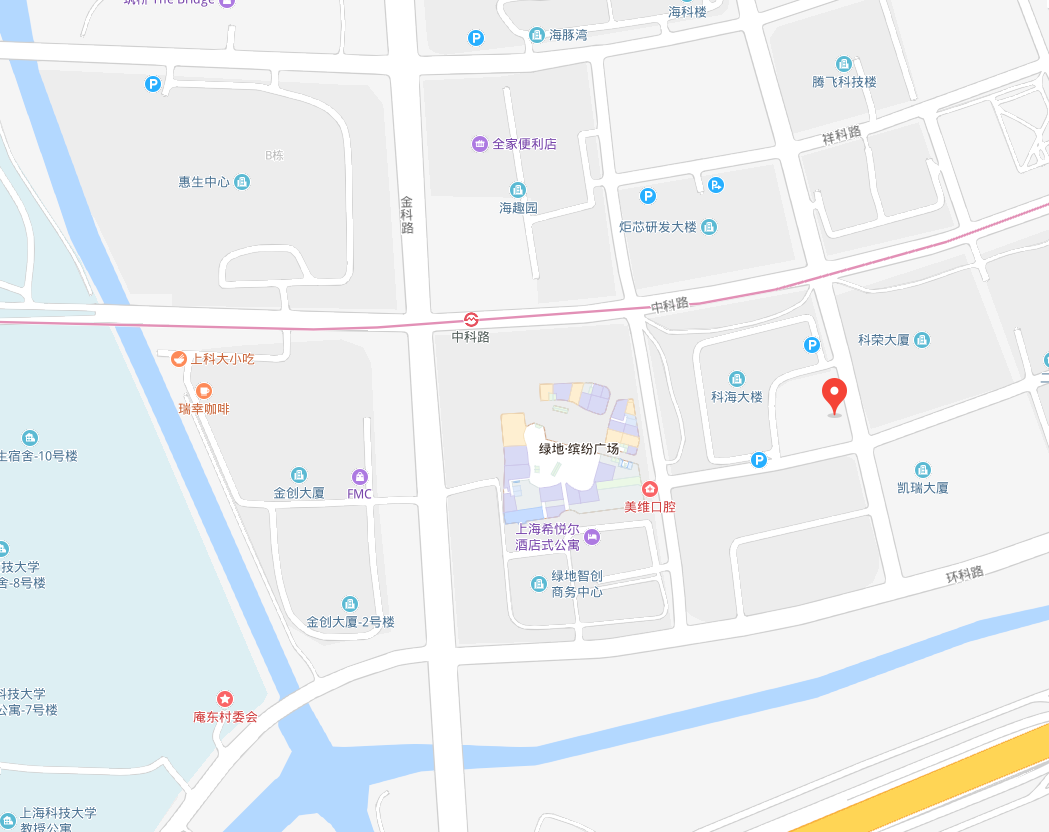 筑桥 The Bridge
海科楼
海豚湾
P
P
腾飞科技楼
祥科路
全家便利店
B栋
惠生中心
金科路
海趣园
P
P
炬芯研发大楼
中科路
中科路
上科大小吃
瑞幸咖啡
P
科荣大厦
科海大楼
绿地·缤纷广场
生宿舍-10号楼
金创大厦
FMC
P
凯瑞大厦
美维口腔
上海希悦尔
酒店式公寓
技大学
舍-8号楼
绿地智创
商务中心
环科路
金创大厦-2号楼
科技大学
公寓-7号楼
庵东村委会
上海科技大学
教授公寓